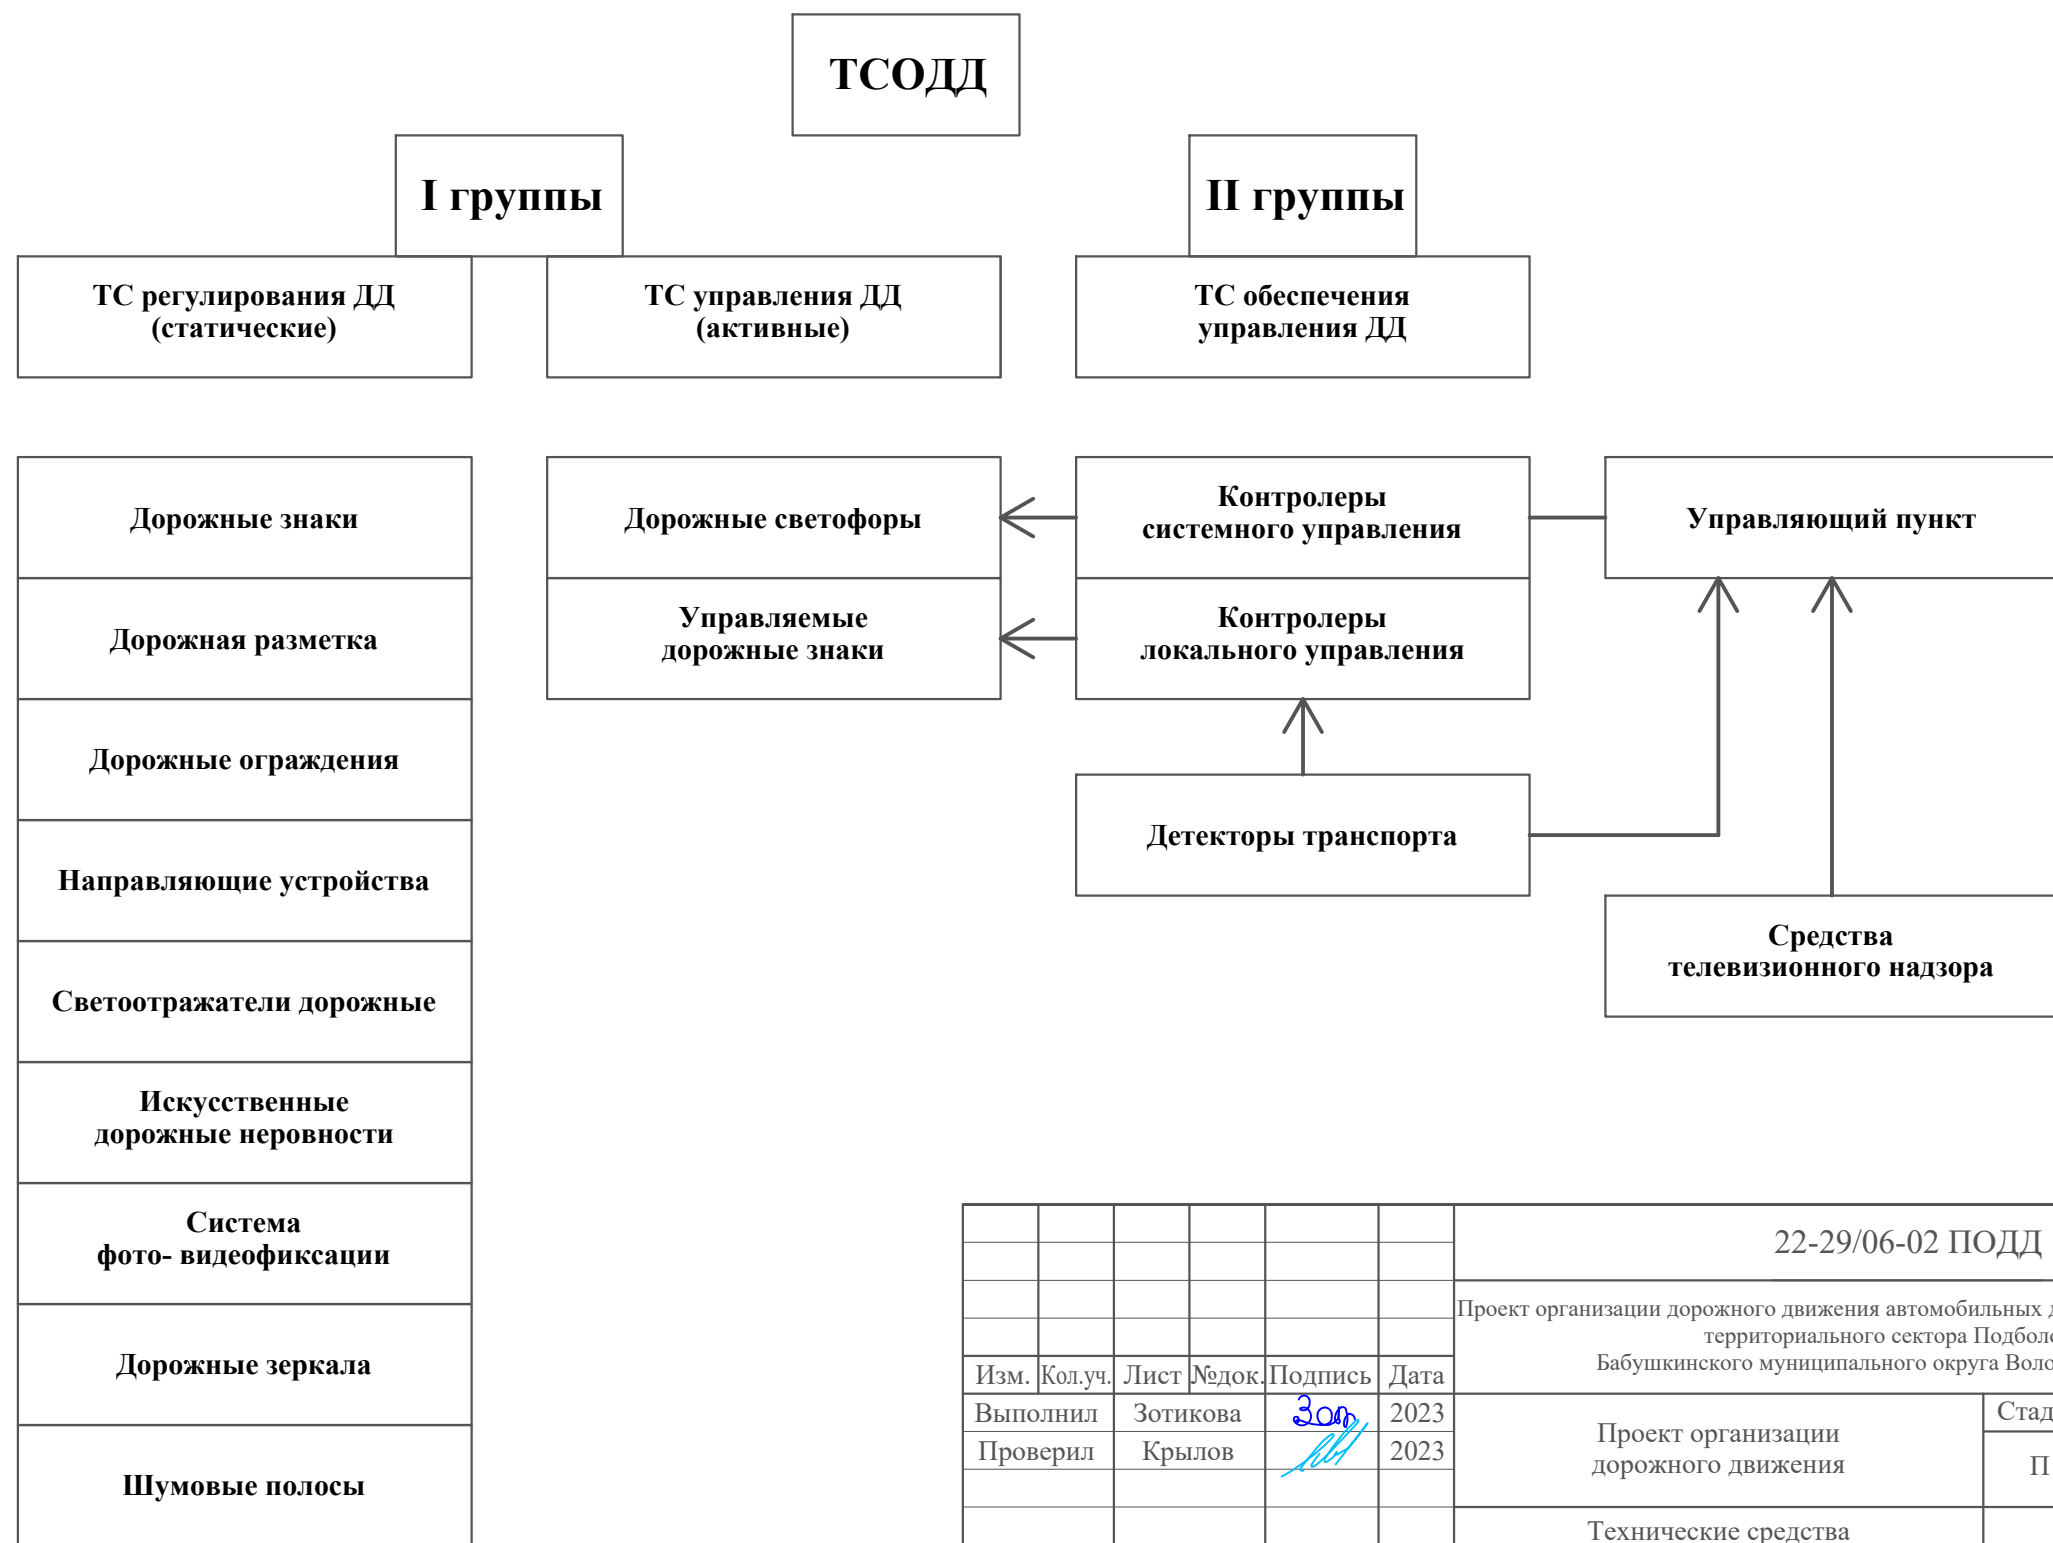 ТСОДД
I группы
II группы
ТС регулирования ДД
(статические)
ТС управления ДД
(активные)
ТС обеспечения
управления ДД
Дорожные знаки
Дорожные светофоры
Контролеры
системного управления
Управляющий пункт
Дорожная разметка
Управляемые
дорожные знаки
Контролеры
локального управления
Дорожные ограждения
Детекторы транспорта
Направляющие устройства
Средства
телевизионного надзора
Светоотражатели дорожные
Искусственные
дорожные неровности
Система
фото- видеофиксации
Дорожные зеркала
Шумовые полосы
22-29/06-02 ПОДД
Проект организации дорожного движения автомобильных
территориального сектора
Бабушкинского муниципального округа
Изм. Кол.уч. Лист №док. Подпись Дата
Выполнил Зотикова 2023
Проверил Крылов 2023
Проект организации
дорожного движения
П
Технические средства